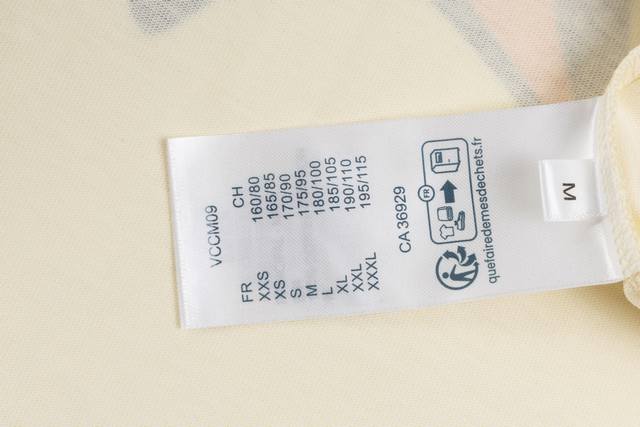 VCCM09
FR CH
XXS 160/80
XS 165/85
S 170/90
M 175/95
L 180/100
XL 185/105
XXL 190/110
XXXL 195/115
CA 36929
FR
quefairedemesdechets.fr
M